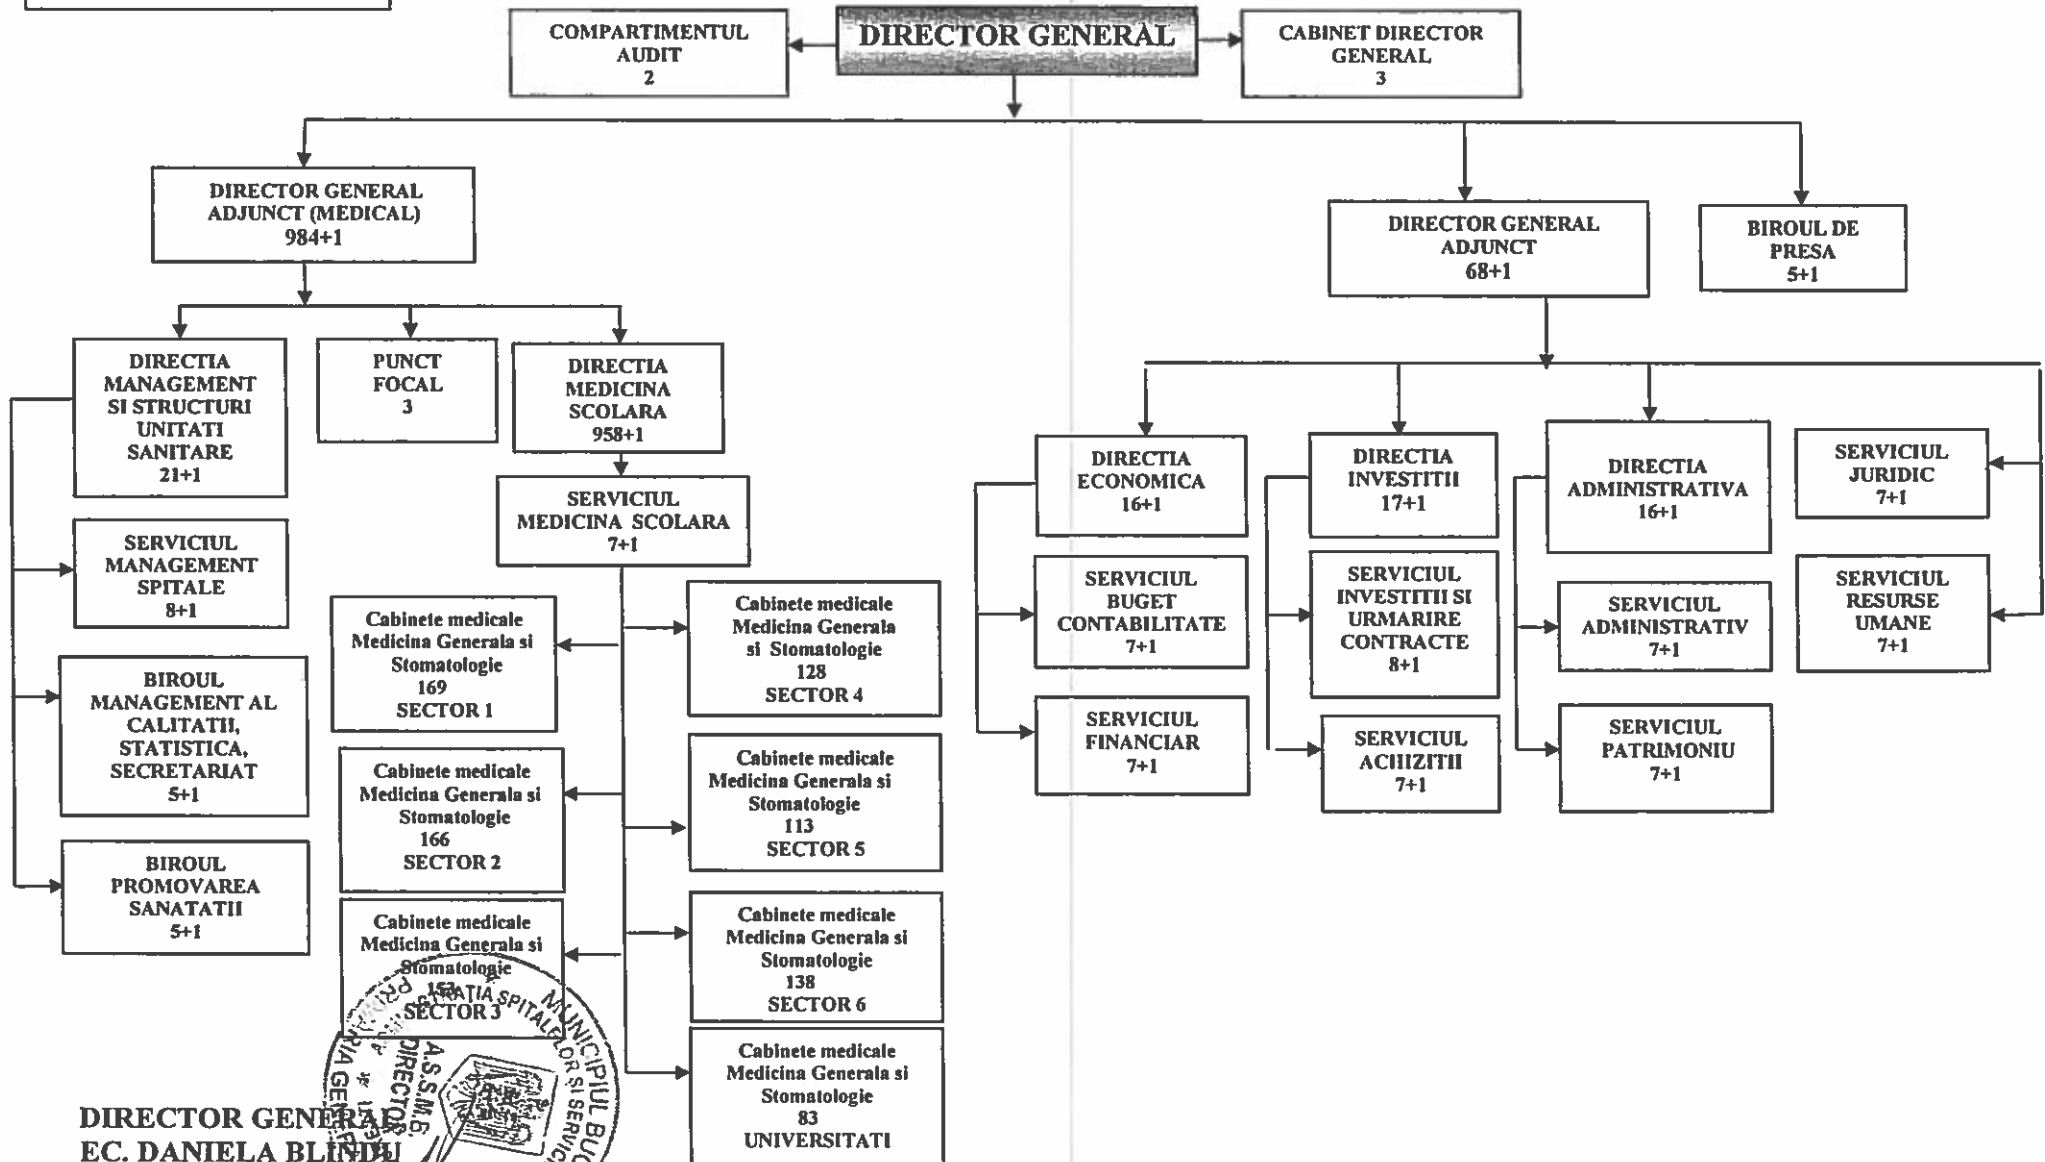 COMPARTIMENTUL
AUDIT
2
DIRECTOR GENERAL
CABINET DIRECTOR
GENERAL
3
DIRECTOR GENERAL
ADJUNCT (MEDICAL)
984+1
DIRECTOR GENERAL
ADJUNCT
68+1
BIROUL DE
PRESA
5+1
DIRECTIA
MANAGEMENT
SI STRUCTURI
UNITATI
SANITARE
21+1
PUNCT
FOCAL
3
DIRECTIA
MEDICINA
SCOLARA
958+1
SERVICIUL
MEDICINA SCOLARA
7+1
SERVICIUL
MANAGEMENT
SPITALE
8+1
BIROUL
MANAGEMENT AL
CALITATII,
STATISTICA,
SECRETARIAT
5+1
BIROUL
PROMOVAREA
SANATATII
5+1
Cabinete medicale
Medicina Generala si
Stomatologie
169
SECTOR 1
Cabinete medicale
Medicina Generala si
Stomatologie
166
SECTOR 2
Cabinete medicale
Medicina Generala si
Stomatologie
153
SECTOR 3
Cabinete medicale
Medicina Generala
si Stomatologie
128
SECTOR 4
Cabinete medicale
Medicina Generala si
Stomatologie
113
SECTOR 5
Cabinete medicale
Medicina Generala si
Stomatologie
138
SECTOR 6
Cabinete medicale
Medicina Generala si
Stomatologie
83
UNIVERSITATI
DIRECTIA
ECONOMICA
16+1
SERVICIUL
BUGET
CONTABILITATE
7+1
SERVICIUL
FINANCIAR
7+1
DIRECTIA
INVESTITII
17+1
SERVICIUL
INVESTITII SI
URMARIRE
CONTRACTE
8+1
SERVICIUL
ACHIZITII
7+1
DIRECTIA
ADMINISTRATIVA
16+1
SERVICIUL
ADMINISTRATIV
7+1
SERVICIUL
PATRIMONIU
7+1
SERVICIUL
JURIDIC
7+1
SERVICIUL
RESURSE
UMANE
7+1
DIRECTOR GENERAL
EC. DANIELA BLINDU
MUNICIPIUL
SPITALELOR SI
A.S.S.M.B.
DIRECTOR